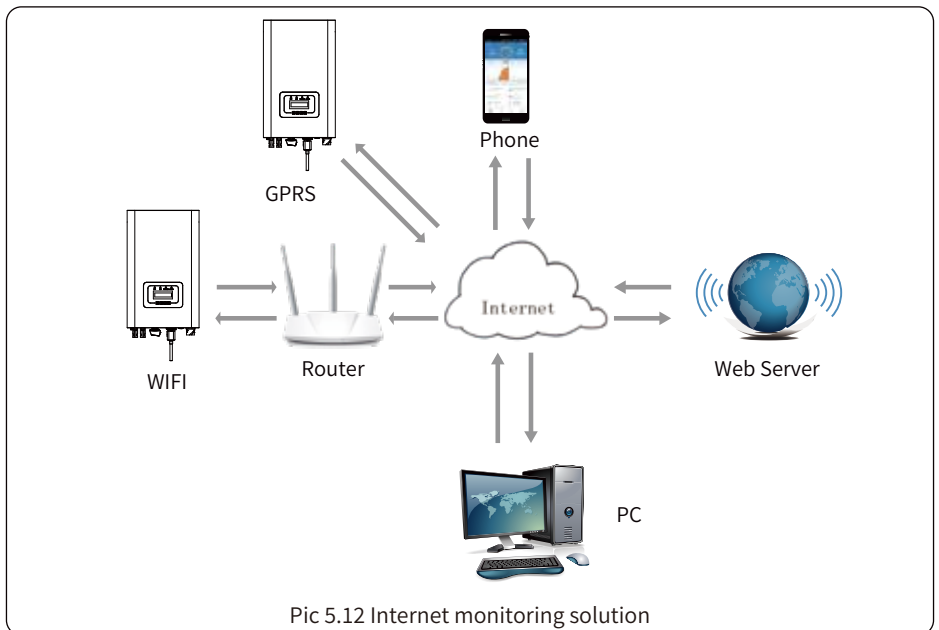 Phone
GPRS
Internet
WIFI
Router
Web Server
PC
Pic 5.12 Internet monitoring solution